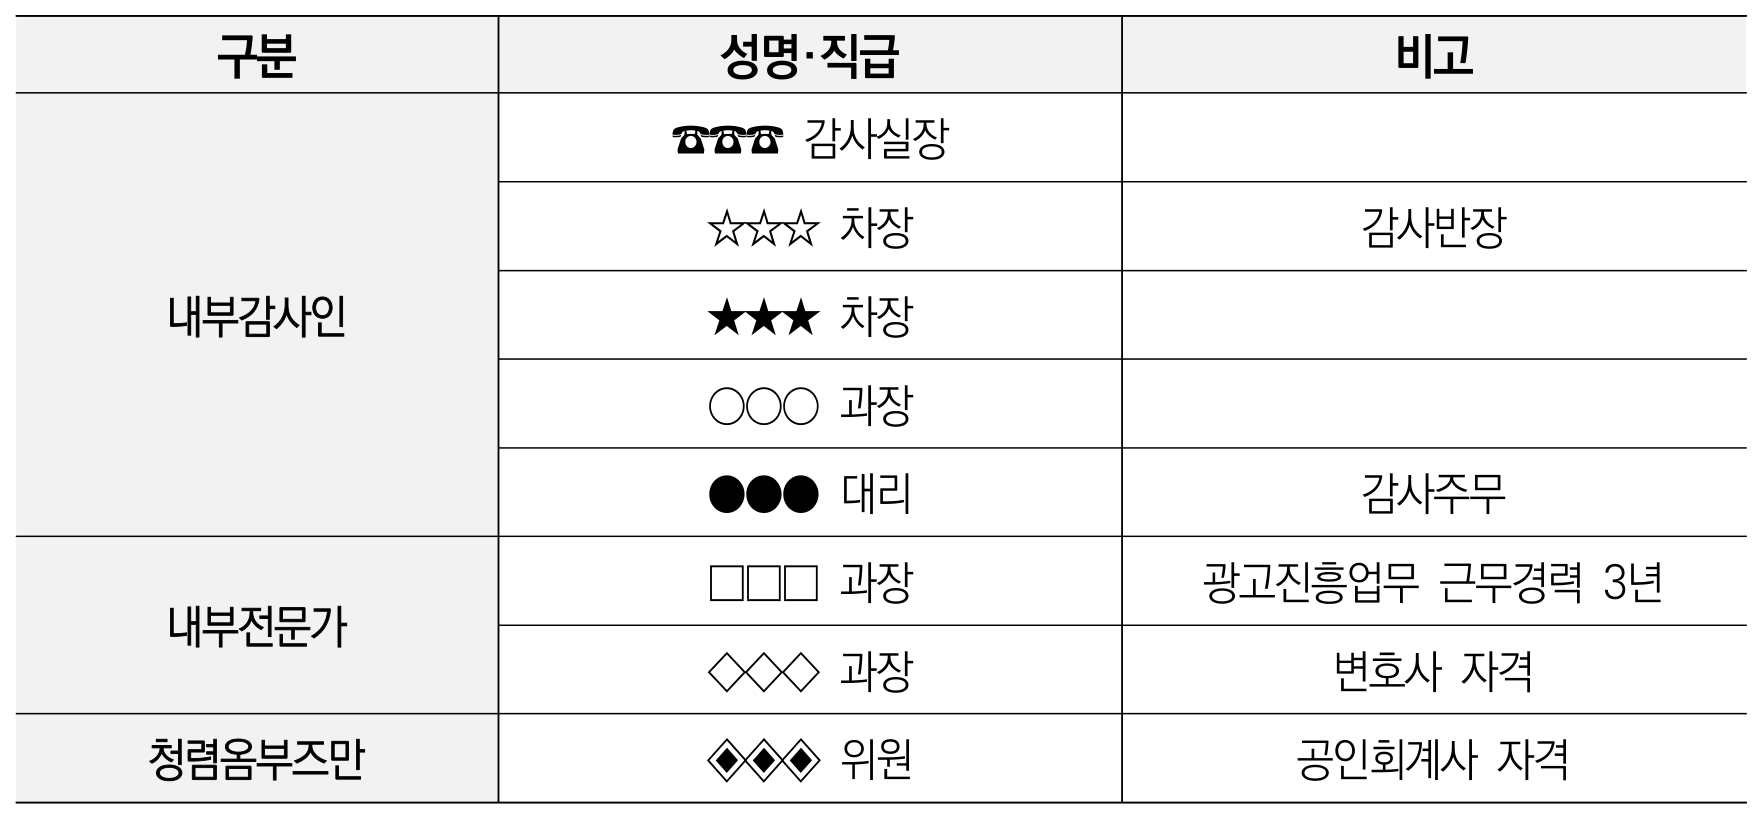 구분 성명·직급 비고
내부감사인 ☎☎☎ 감사실장
☆☆☆ 차장 감사반장
★★★ 차장
○○○ 과장
●●● 대리 감사주무
내부전문가 □□□ 과장 광고진흥업무 근무경력 3년
◇◇◇ 과장 변호사 자격
청렴옴부즈만 ◈◈◈ 위원 공인회계사 자격